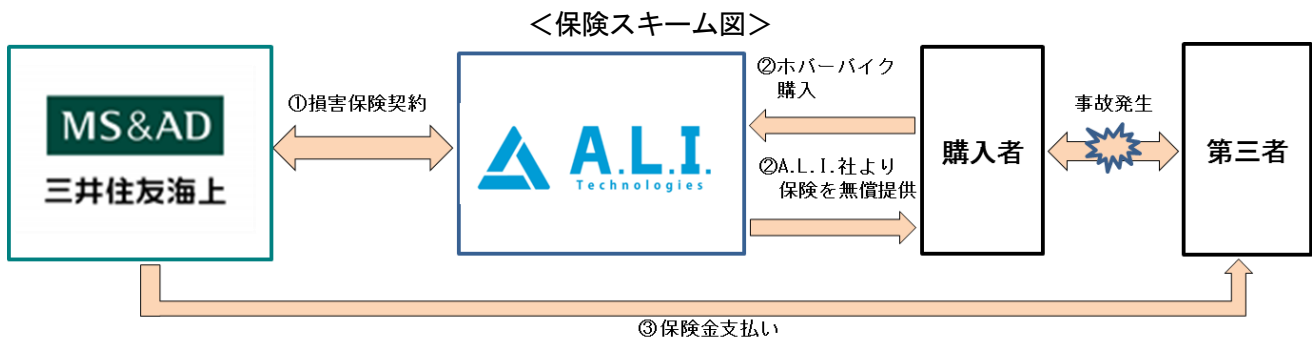 ＜保険スキーム図＞
MS&AD
三井住友海上
①損害保険契約
A.L.I.
Technologies
②ホバーバイク
購入
②A.L.I.社より
保険を無償提供
購入者
事故発生
第三者
③保険金支払い